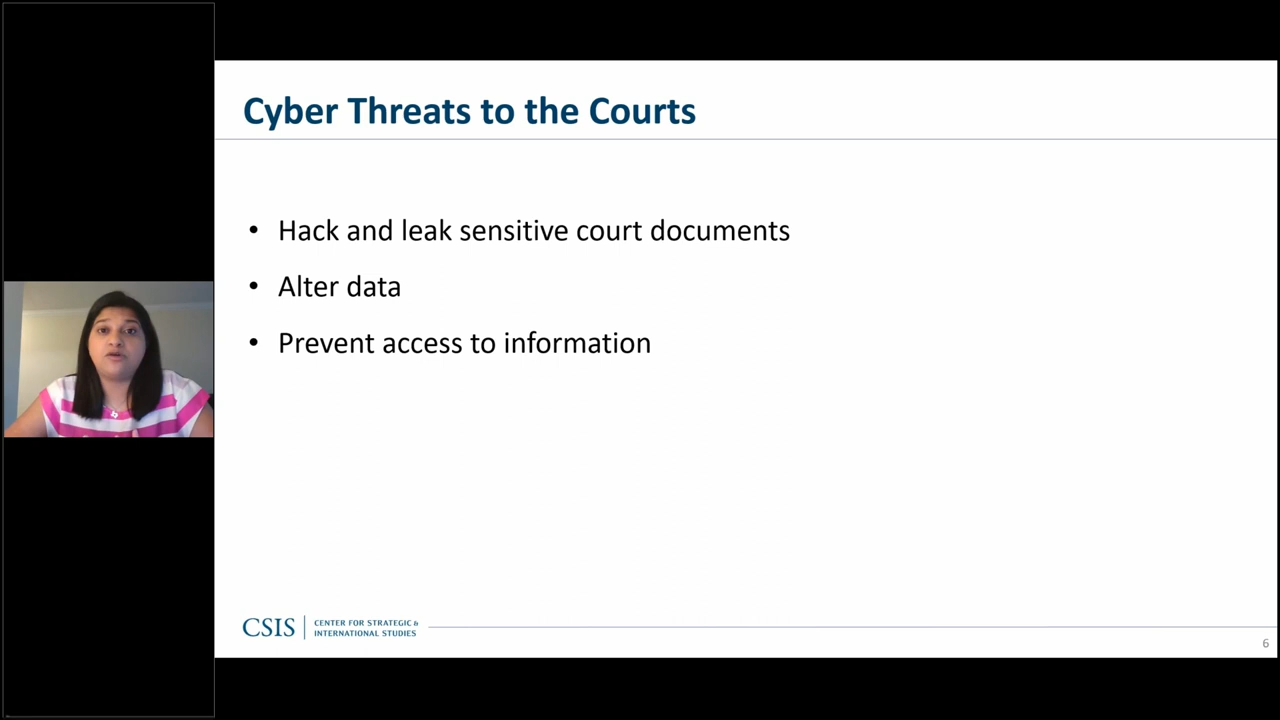 Cyber Threats to the Courts
• Hack and leak sensitive court documents
• Alter data
• Prevent access to information
CSIS | CENTER FOR STRATEGIC &
INTERNATIONAL STUDIES
6